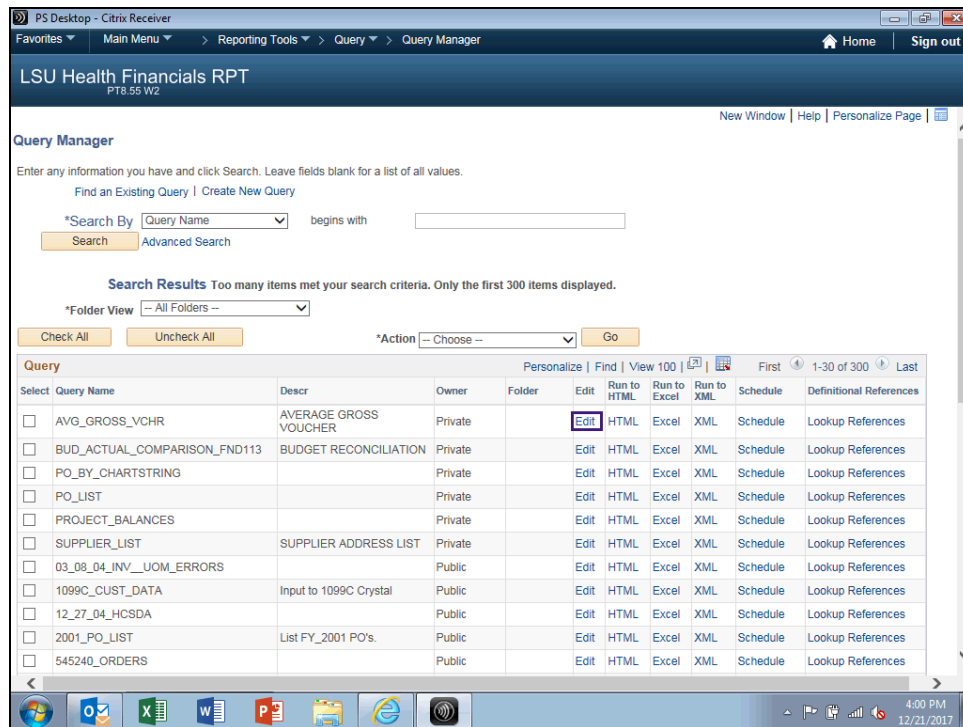 PS Desktop - Citrix Receiver
Favorites Main Menu > Reporting Tools > Query > Query Manager Home Sign out
LSU Health Financials RPT
PT8.55 W2
New Window | Help | Personalize Page |
Query Manager
Enter any information you have and click Search. Leave fields blank for a list of all values.
Find an Existing Query | Create New Query
*Search By Query Name begins with
Search Advanced Search
Search Results Too many items met your search criteria. Only the first 300 items displayed.
*Folder View -- All Folders --
Check All Uncheck All *Action -- Choose -- Go
Query Personalize | Find | View 100 | | First 1-30 of 300 Last
Select Query Name Descr Owner Folder Edit Run to HTML Run to Excel Run to XML Schedule Definitional References
AVG_GROSS_VCHR AVERAGE GROSS VOUCHER Private Edit HTML Excel XML Schedule Lookup References
BUD_ACTUAL_COMPARISON_FND113 BUDGET RECONCILIATION Private Edit HTML Excel XML Schedule Lookup References
PO_BY_CHARTSTRING Private Edit HTML Excel XML Schedule Lookup References
PO_LIST Private Edit HTML Excel XML Schedule Lookup References
PROJECT_BALANCES Private Edit HTML Excel XML Schedule Lookup References
SUPPLIER_LIST SUPPLIER ADDRESS LIST Private Edit HTML Excel XML Schedule Lookup References
03_08_04_INV__UOM_ERRORS Public Edit HTML Excel XML Schedule Lookup References
1099C_CUST_DATA Input to 1099C Crystal Public Edit HTML Excel XML Schedule Lookup References
12_27_04_HCSDA Public Edit HTML Excel XML Schedule Lookup References
2001_PO_LIST List FY_2001 PO's. Public Edit HTML Excel XML Schedule Lookup References
545240_ORDERS Public Edit HTML Excel XML Schedule Lookup References
4:00 PM
12/21/2017